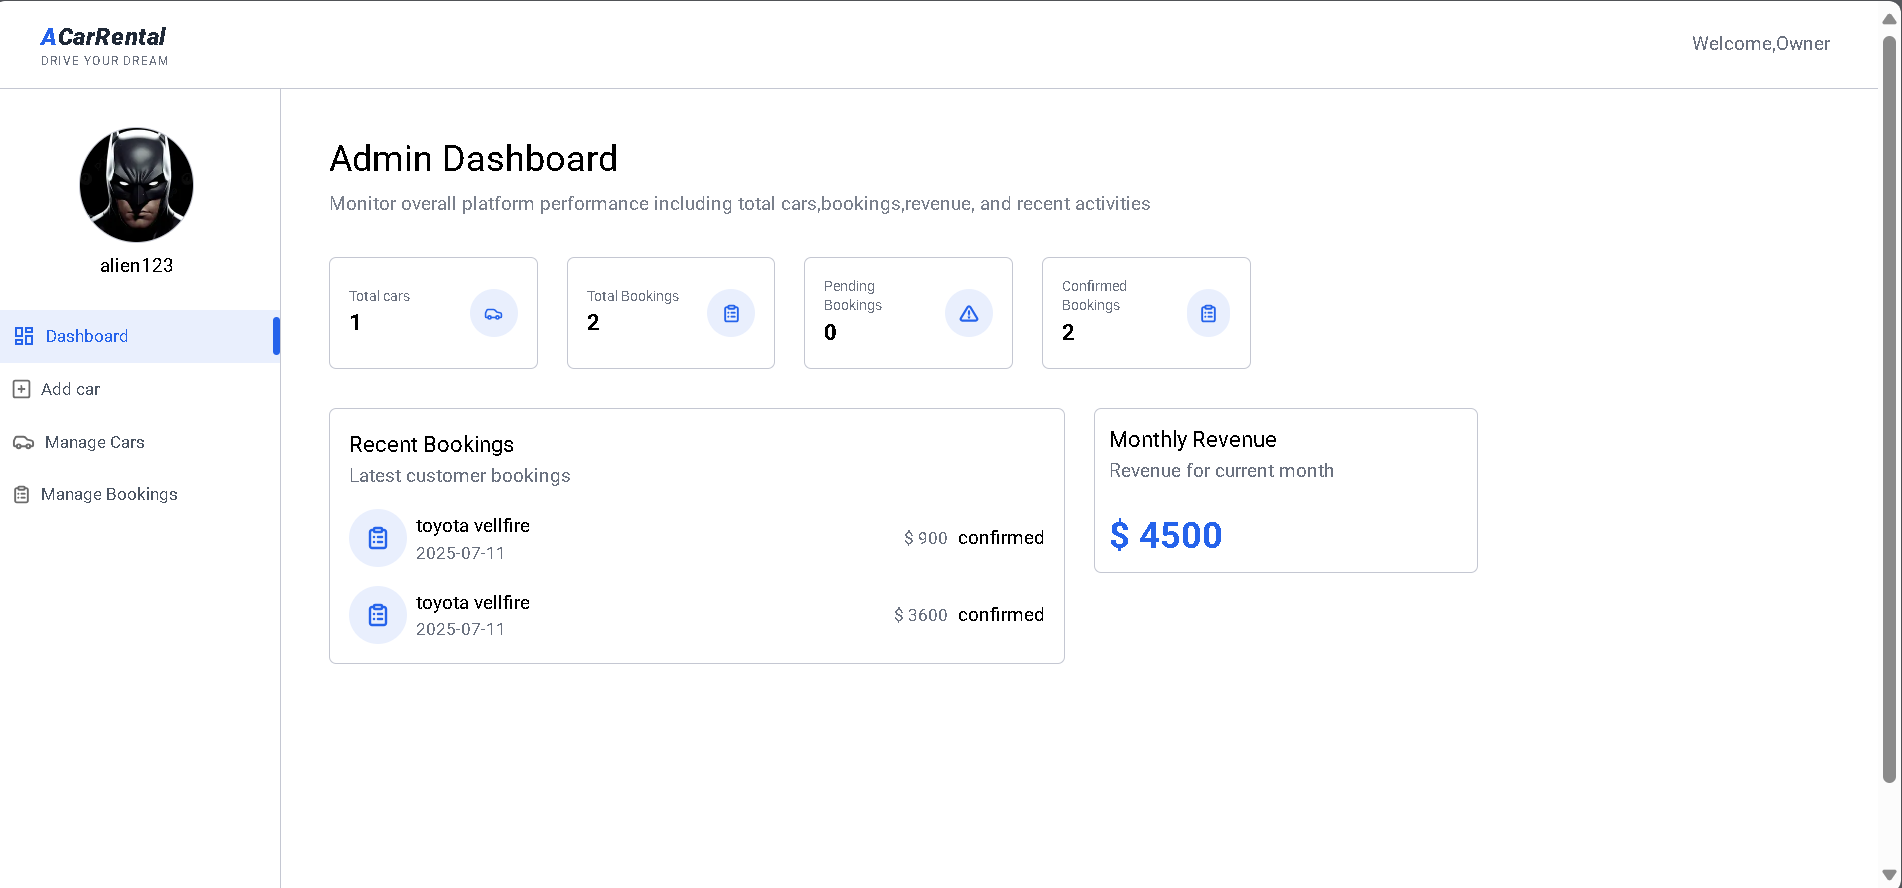 ACarRental
DRIVE YOUR DREAM
Welcome,Owner
alien123
Dashboard
Add car
Manage Cars
Manage Bookings
Admin Dashboard
Monitor overall platform performance including total cars,bookings,revenue, and recent activities
Total cars
1
Total Bookings
2
Pending
Bookings
0
Confirmed
Bookings
2
Recent Bookings
Latest customer bookings
toyota vellfire
2025-07-11
$ 900 confirmed
toyota vellfire
2025-07-11
$ 3600 confirmed
Monthly Revenue
Revenue for current month
$ 4500